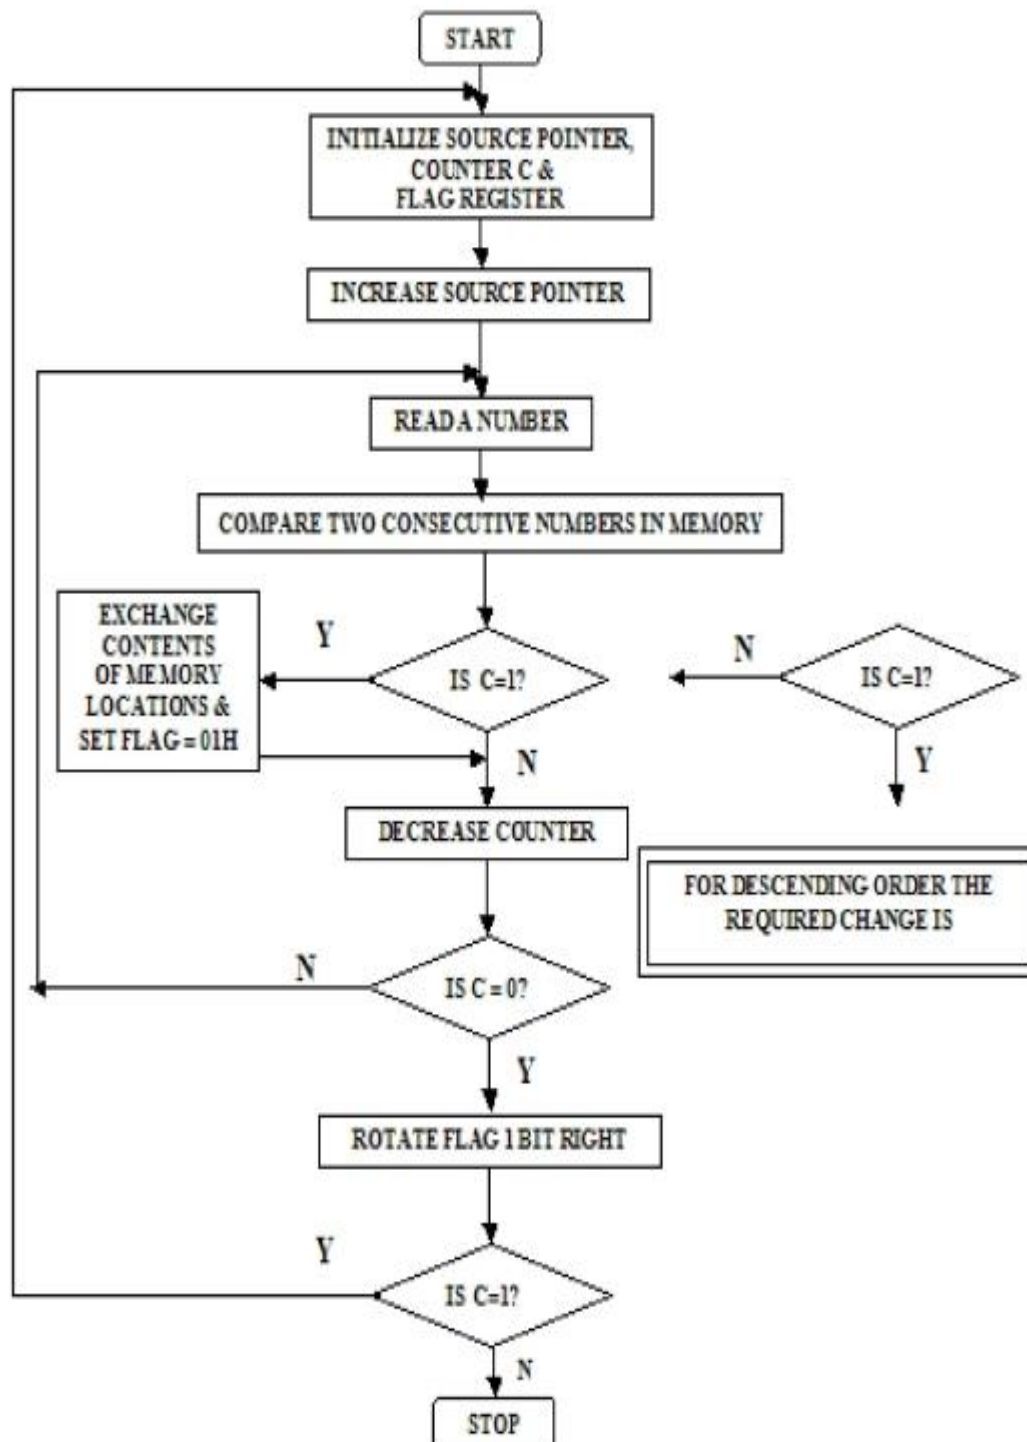 START
INITIALIZE SOURCE POINTER,
COUNTER C &
FLAG REGISTER
INCREASE SOURCE POINTER
READ A NUMBER
COMPARE TWO CONSECUTIVE NUMBERS IN MEMORY
EXCHANGE
CONTENTS
OF MEMORY
LOCATIONS &
SET FLAG = 01H
Y
IS C=1?
N
N
IS C=1?
Y
DECREASE COUNTER
FOR DESCENDING ORDER THE
REQUIRED CHANGE IS
N
IS C = 0?
Y
ROTATE FLAG 1 BIT RIGHT
Y
IS C=1?
N
STOP